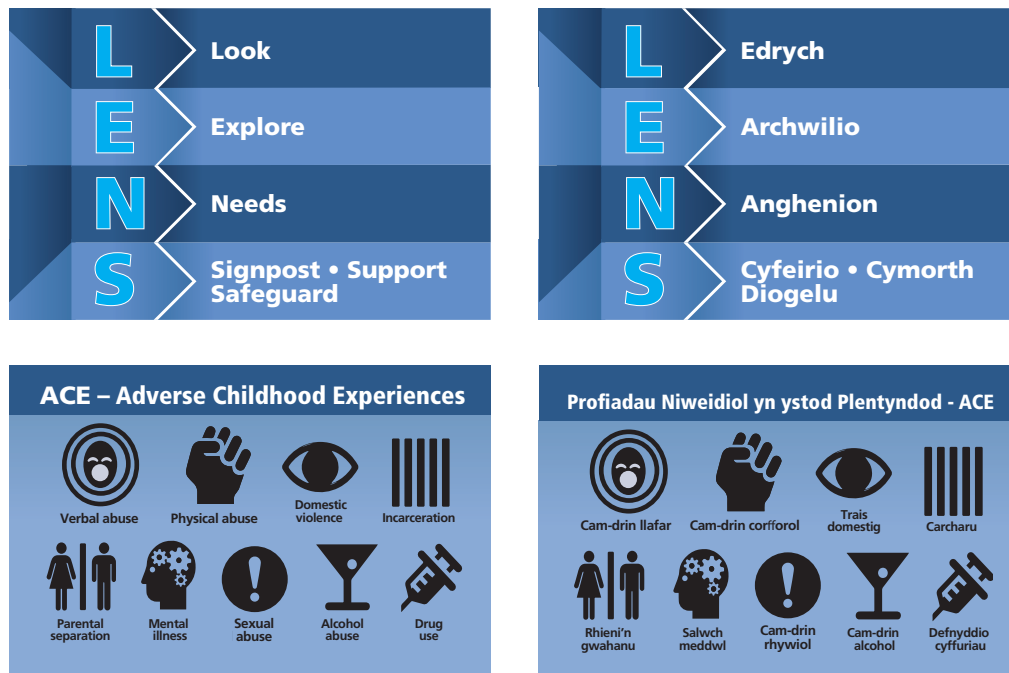 L Look
E Explore
N Needs
S Signpost • Support
Safeguard
L Edrych
E Archwilio
N Anghenion
S Cyfeirio • Cymorth
Diogelu
ACE – Adverse Childhood Experiences
Verbal abuse
Physical abuse
Domestic
violence
Incarceration
Parental
separation
Mental
illness
Sexual
abuse
Alcohol
abuse
Drug
use
Profiadau Niweidiol yn ystod Plentyndod - ACE
Cam-drin llafar
Cam-drin corfforol
Trais
domestig
Carcharu
Rhieni’n
gwahanu
Salwch
meddwl
Cam-drin
rhywiol
Cam-drin
alcohol
Defnyddio
cyffuriau